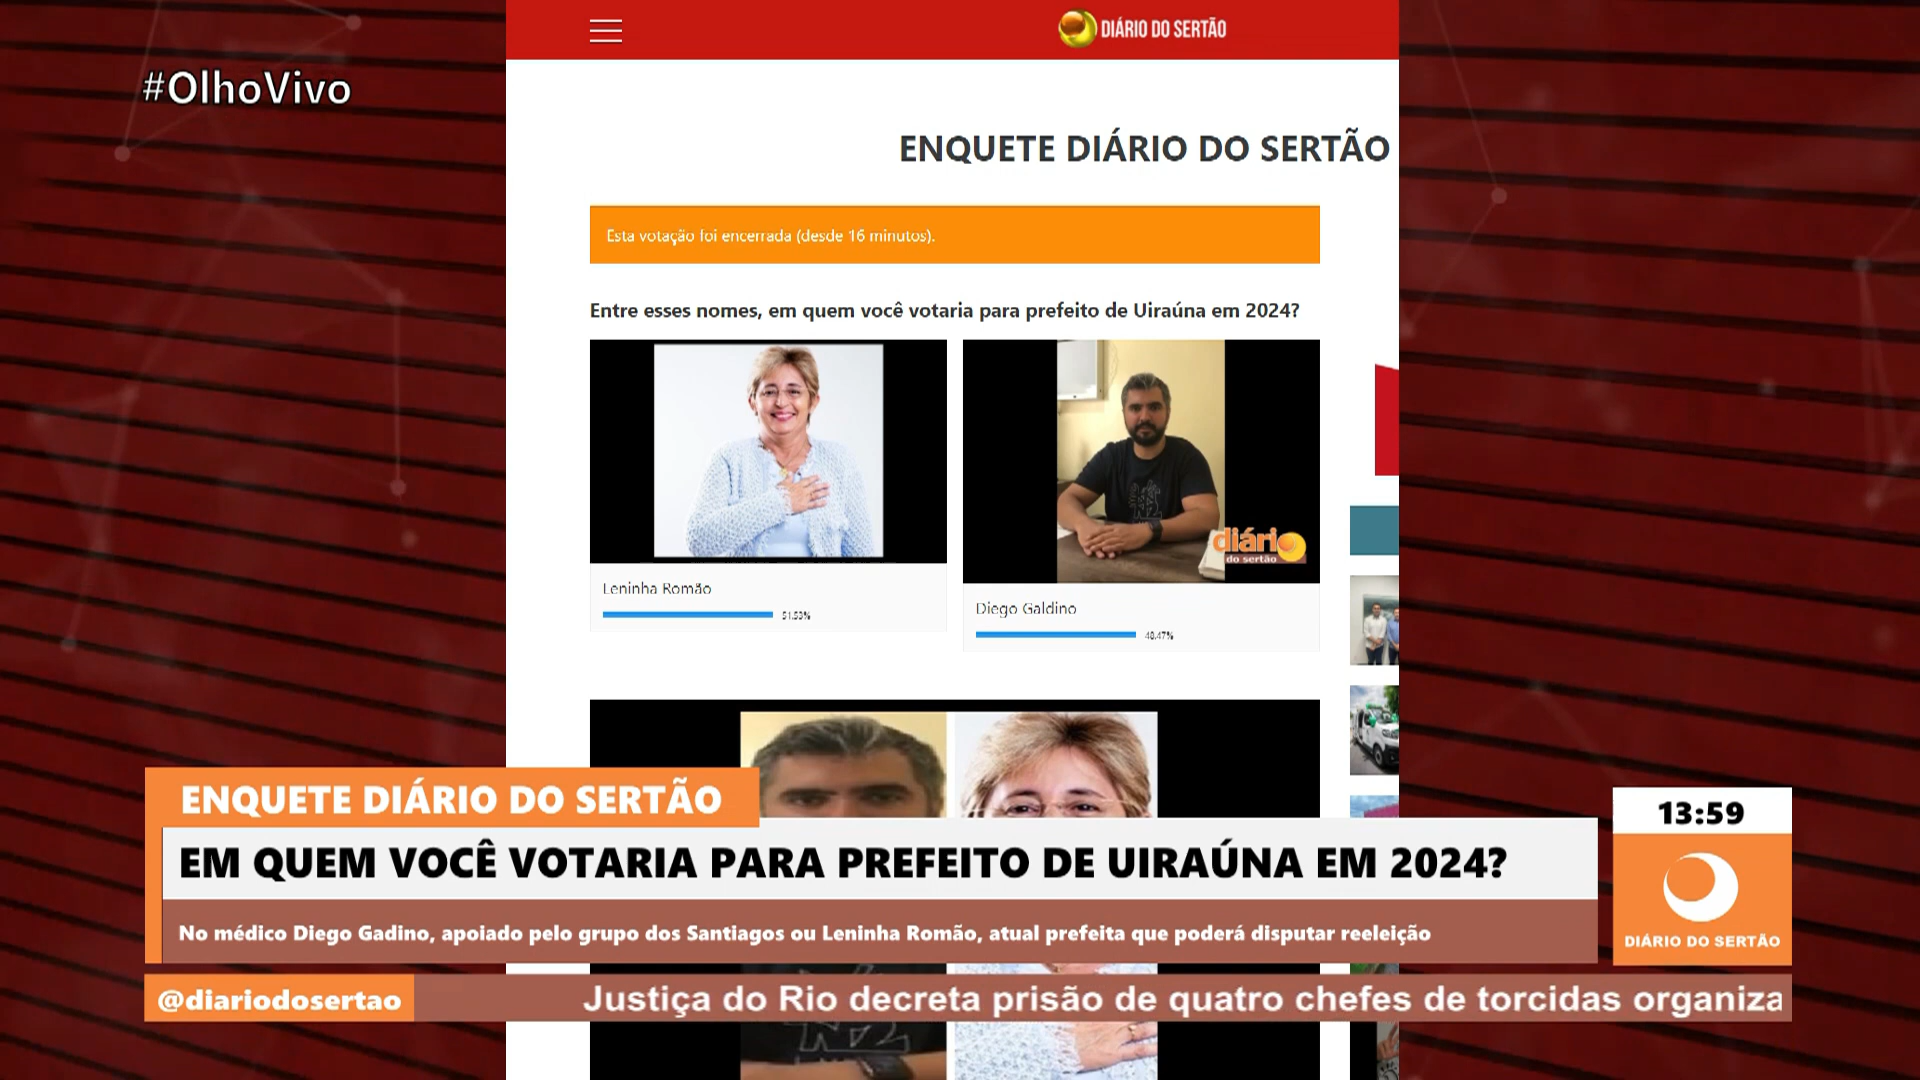 #OlhoVivo
DIÁRIO DO SERTÃO
ENQUETE DIÁRIO DO SERTÃO
Esta votação foi encerrada (desde 16 minutos).
Entre esses nomes, em quem você votaria para prefeito de Uiraúna em 2024?
diário
do sertão
Leninha Romão
51.53%
Diego Galdino
48.47%
ENQUETE DIÁRIO DO SERTÃO
EM QUEM VOCÊ VOTARIA PARA PREFEITO DE UIRAÚNA EM 2024?
No médico Diego Gadino, apoiado pelo grupo dos Santiagos ou Leninha Romão, atual prefeita que poderá disputar reeleição
13:59
DIÁRIO DO SERTÃO
@diariodosertao
Justiça do Rio decreta prisão de quatro chefes de torcidas organiza